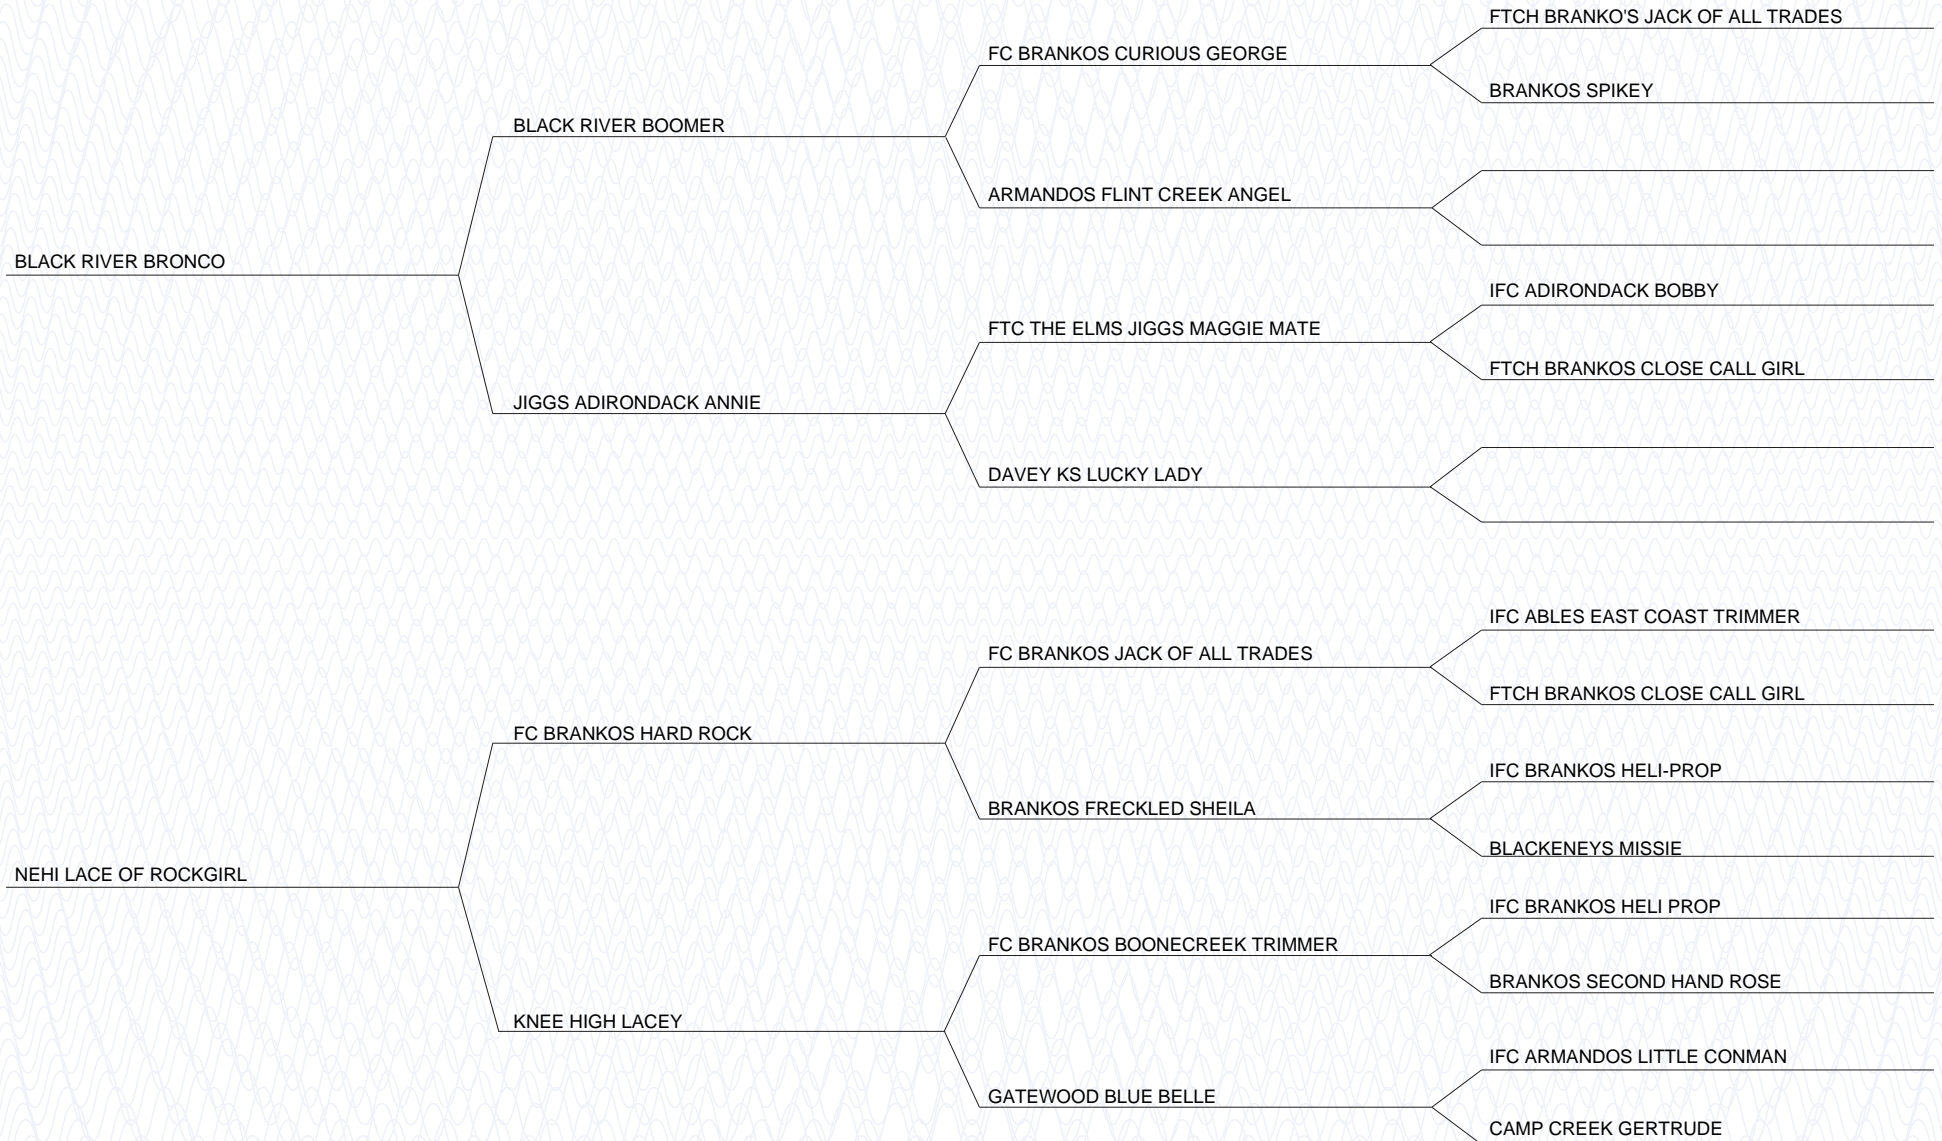 FTCH BRANKO'S JACK OF ALL TRADES
FC BRANKOS CURIOUS GEORGE
BRANKOS SPIKEY
BLACK RIVER BOOMER
ARMANDOS FLINT CREEK ANGEL
BLACK RIVER BRONCO
IFC ADIRONDACK BOBBY
FTC THE ELMS JIGGS MAGGIE MATE
FTCH BRANKOS CLOSE CALL GIRL
JIGGS ADIRONDACK ANNIE
DAVEY KS LUCKY LADY
IFC ABLES EAST COAST TRIMMER
FC BRANKOS JACK OF ALL TRADES
FTCH BRANKOS CLOSE CALL GIRL
FC BRANKOS HARD ROCK
IFC BRANKOS HELI-PROP
BRANKOS FRECKLED SHEILA
BLACKENEYS MISSIE
NEHI LACE OF ROCKGIRL
IFC BRANKOS HELI PROP
FC BRANKOS BOONECREEK TRIMMER
BRANKOS SECOND HAND ROSE
KNEE HIGH LACEY
IFC ARMANDOS LITTLE CONMAN
GATEWOOD BLUE BELLE
CAMP CREEK GERTRUDE